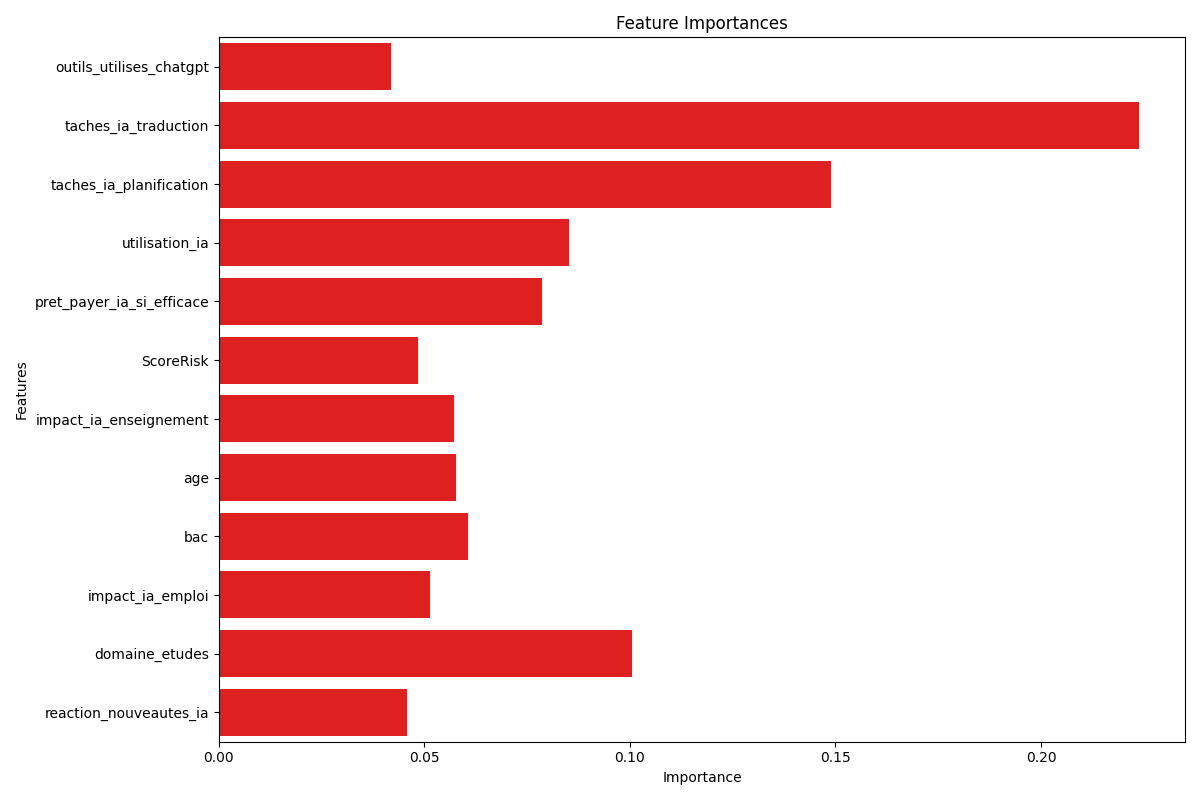 Feature Importances
outils_utilises_chatgpt
taches_ia_traduction
taches_ia_planification
utilisation_ia
pret_payer_ia_si_efficace
ScoreRisk
impact_ia_enseignement
age
bac
impact_ia_emploi
domaine_etudes
reaction_nouveautes_ia
Features
0.00 0.05 0.10 0.15 0.20
Importance